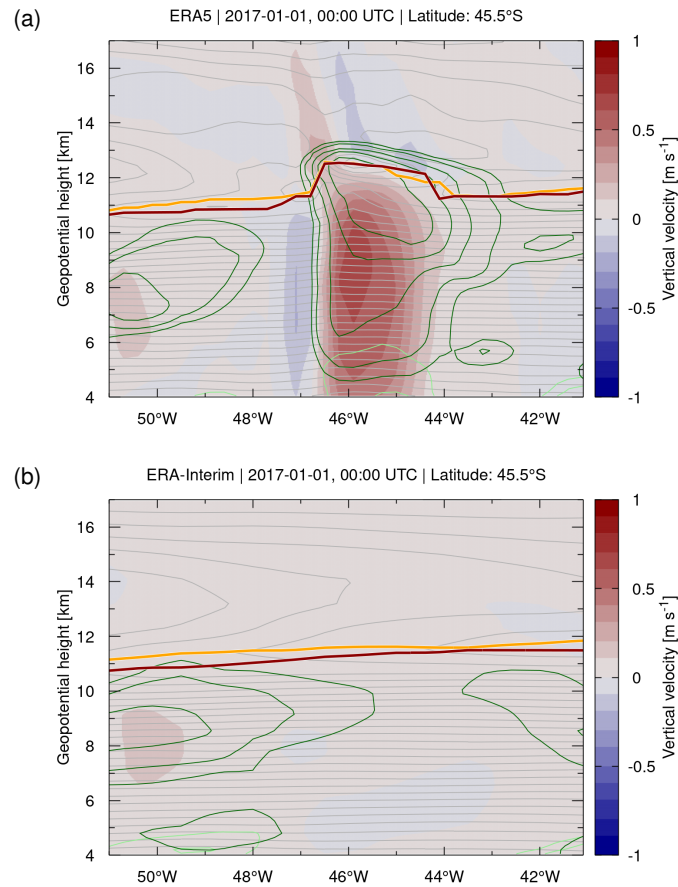 (a)
ERA5 | 2017-01-01, 00:00 UTC | Latitude: 45.5°S
Geopotential height [km]
16
14
12
10
8
6
4
50°W
48°W
46°W
44°W
42°W
1
0.5
0
-0.5
-1
Vertical velocity [m s⁻¹]
(b)
ERA-Interim | 2017-01-01, 00:00 UTC | Latitude: 45.5°S
Geopotential height [km]
16
14
12
10
8
6
4
50°W
48°W
46°W
44°W
42°W
1
0.5
0
-0.5
-1
Vertical velocity [m s⁻¹]